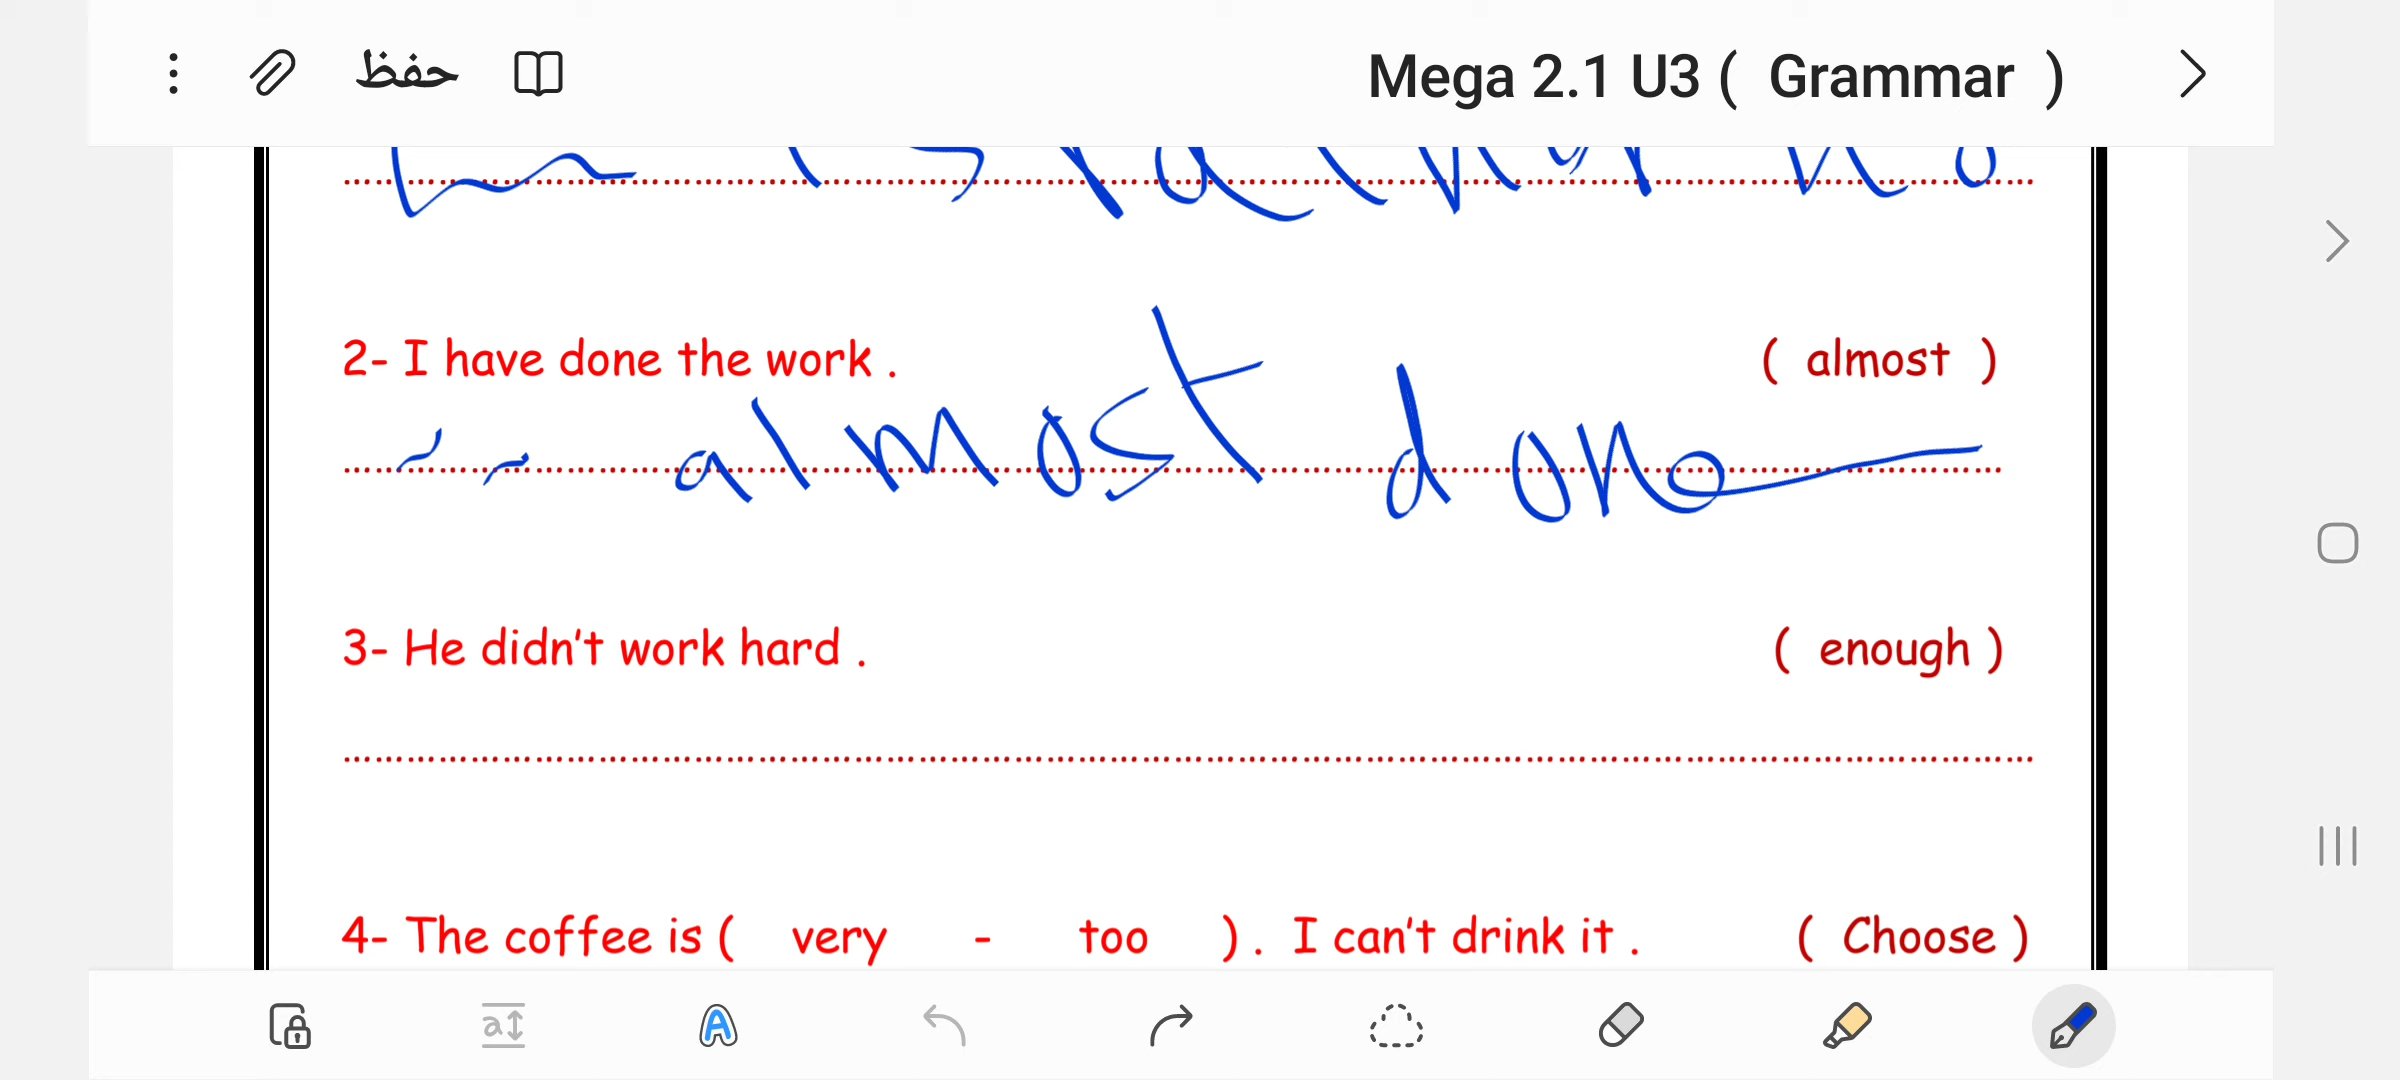 حفظ Mega 2.1 U3 ( Grammar )
2- I have done the work . ( almost )
almost done
3- He didn't work hard . ( enough )
4- The coffee is ( very - too ) . I can't drink it . ( Choose )